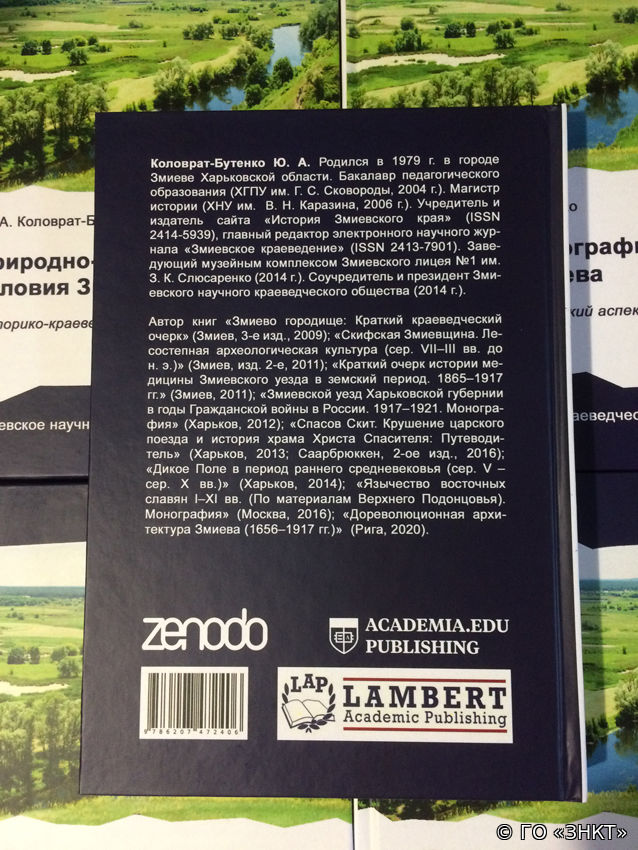 Коловрат-Бутенко Ю. А. Родился в 1979 г. в городе
Змиеве Харьковской области. Бакалавр педагогического
образования (ХГПУ им. Г. С. Сковороды, 2004 г.). Магистр
истории (ХНУ им. В. Н. Каразина, 2006 г.). Учредитель и
издатель сайта «История Змиевского края» (ISSN
2414-5939), главный редактор электронного научного жур-
нала «Змиевское краеведение» (ISSN 2413-7901). Заве-
дующий музейным комплексом Змиевского лицея №1 им.
З. К. Слюсаренко (2014 г.). Соучредитель и президент Зми-
евского научного краеведческого общества (2014 г.).
Автор книг «Змиево городище: Краткий краеведческий
очерк» (Змиев, 3-е изд., 2009); «Скифская Змиевщина. Ле-
состепная археологическая культура (сер. VII–III вв. до
н. э.)» (Змиев, изд. 2-е, 2011); «Краткий очерк истории ме-
дицины Змиевского уезда в земский период. 1865–1917
гг.» (Змиев, 2011); «Змиевской уезд Харьковской губернии
в годы Гражданской войны в России. 1917–1921. Моногра-
фия» (Харьков, 2012); «Спасов Скит. Крушение царского
поезда и история храма Христа Спасителя: Путеводи-
тель» (Харьков, 2013; Саарбрюккен, 2-ое изд., 2016);
«Дикое Поле в период раннего средневековья (сер. V –
сер. X вв.)» (Харьков, 2014); «Язычество восточных
славян I–XI вв. (По материалам Верхнего Подонцовья).
Монография» (Москва, 2016); «Дореволюционная архи-
тектура Змиева (1656–1917 гг.)» (Рига, 2020).
zenodo
ACADEMIA.EDU
PUBLISHING
LAP
LAMBERT
Academic Publishing
9 786207 472406
А. Коловрат-Б
риродно-
ловия З
торико-краеве
евское научн
о
ографи
ева
кий аспек
краеведчес
© ГО «ЗНКТ»